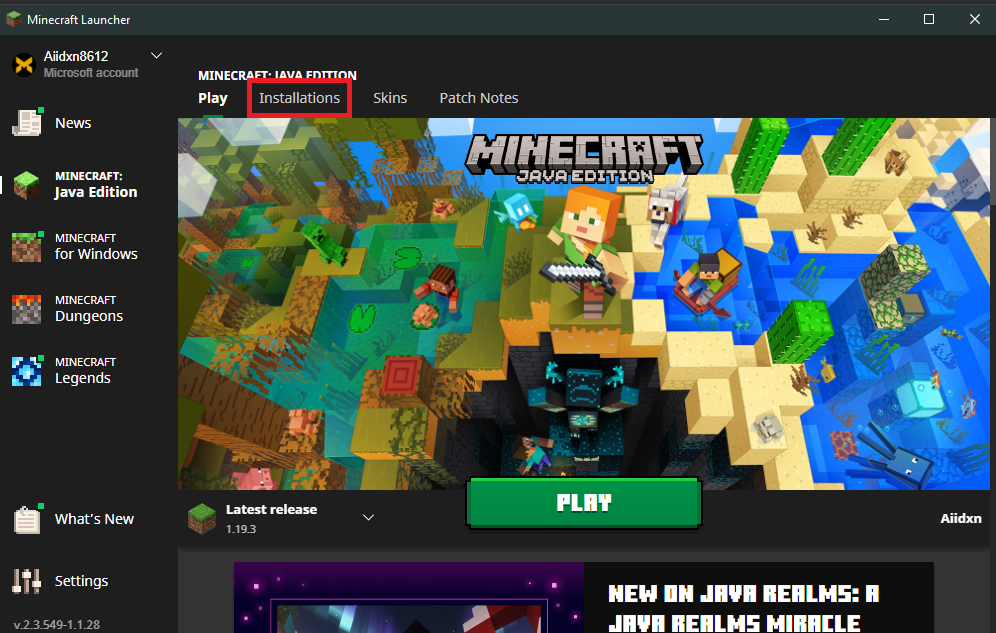 Minecraft Launcher
Aiidxn8612
Microsoft account
News
MINECRAFT:
Java Edition
MINECRAFT
for Windows
MINECRAFT
Dungeons
MINECRAFT
Legends
What's New
Settings
v.2.3.549-1.1.28
MINECRAFT: JAVA EDITION
Play Installations Skins Patch Notes
MINECRAFT
JAVA EDITION
Latest release
1.19.3
PLAY
Aiidxn
NEW ON JAVA REALMS: A
JAVA REALMS MIRACLE